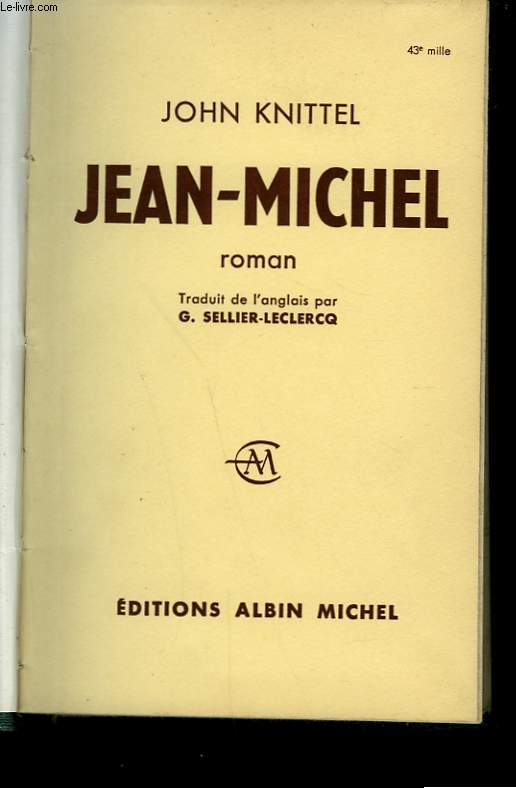 Le-livre.com
43e mille
JOHN KNITTEL
JEAN-MICHEL
roman
Traduit de l'anglais par
G. SELLIER-LECLERCQ
AM
ÉDITIONS ALBIN MICHEL